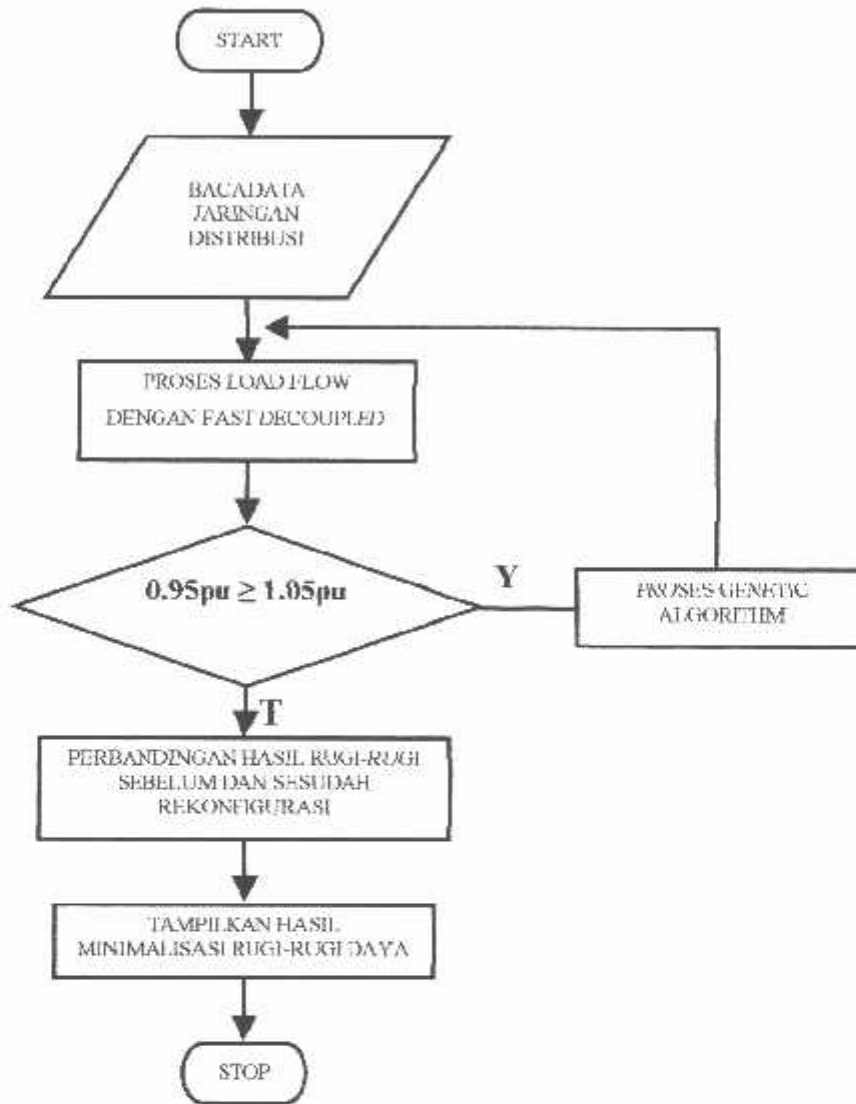 START
BACADATA
JARINGAN
DISTRIBUSI
PROSES LOAD FLOW
DENGAN FAST DECOUPLED
0.95pu ≥ 1.05pu
Y
PROSES GENETIC
ALGORITHM
T
PERBANDINGAN HASIL RUGI-RUGI
SEBELUM DAN SESUDAH
REKONFIGURASI
TAMPILKAN HASIL
MINIMALISASI RUGI-RUGI DAYA
STOP